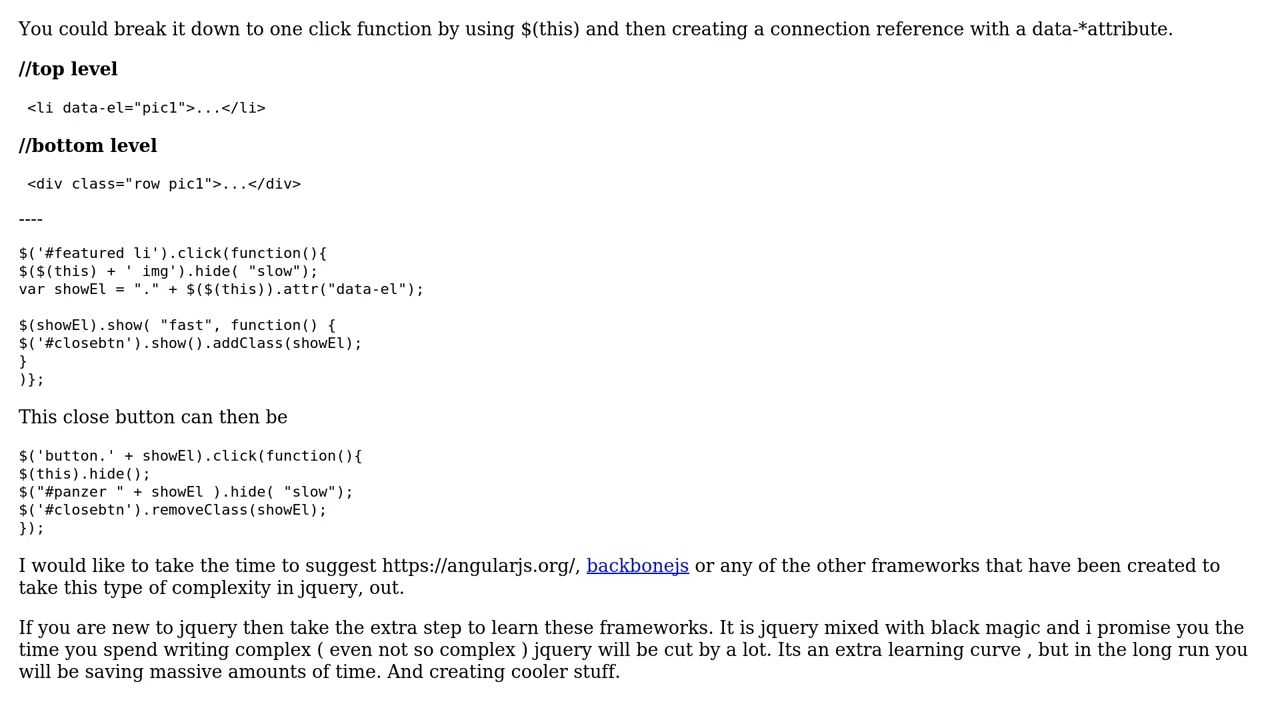 You could break it down to one click function by using $(this) and then creating a connection reference with a data-*attribute.
//top level
<li data-el="pic1">...</li>
//bottom level
<div class="row pic1">...</div>
----
$('#featured li').click(function(){
$($(this) + ' img').hide( "slow");
var showEl = "." + $($(this)).attr("data-el");
$(showEl).show( "fast", function() {
$('#closebtn').show().addClass(showEl);
}
)};
This close button can then be
$('button.' + showEl).click(function(){
$(this).hide();
$("#panzer " + showEl ).hide( "slow");
$('#closebtn').removeClass(showEl);
});
I would like to take the time to suggest https://angularjs.org/, backbonejs or any of the other frameworks that have been created to
take this type of complexity in jquery, out.
If you are new to jquery then take the extra step to learn these frameworks. It is jquery mixed with black magic and i promise you the
time you spend writing complex ( even not so complex ) jquery will be cut by a lot. Its an extra learning curve , but in the long run you
will be saving massive amounts of time. And creating cooler stuff.